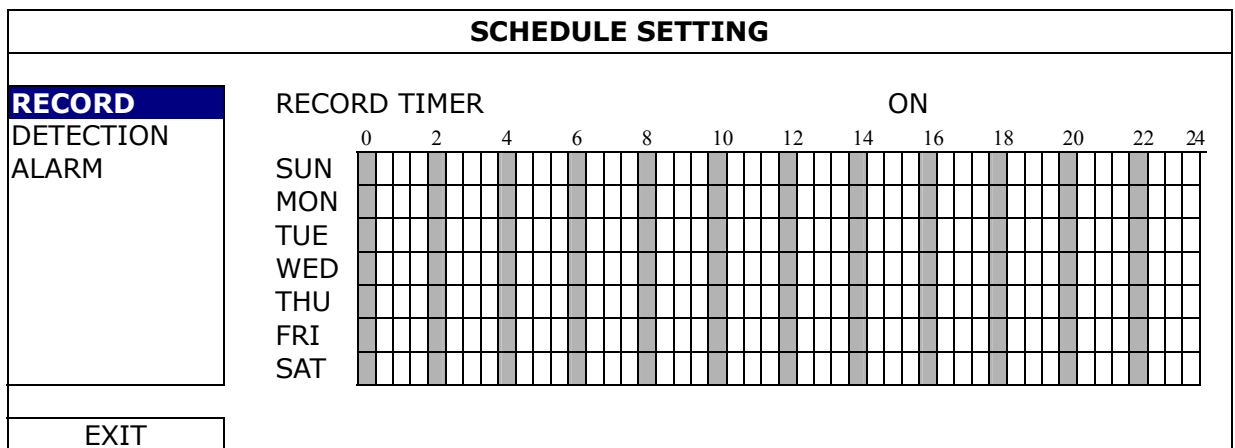 SCHEDULE SETTING
RECORD
DETECTION
ALARM
RECORD TIMER ON
0 2 4 6 8 10 12 14 16 18 20 22 24
SUN
MON
TUE
WED
THU
FRI
SAT
EXIT